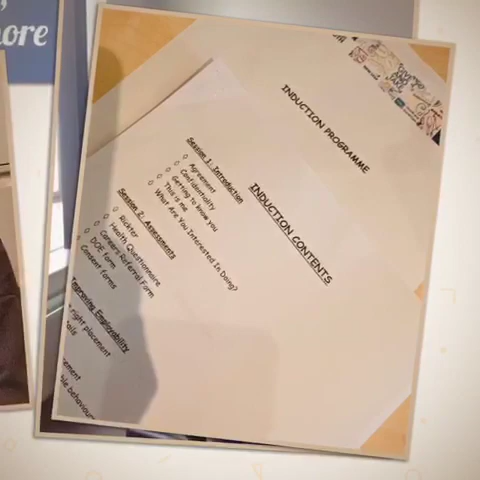 ore
INDUCTION PROGRAMME
INDUCTION CONTENTS
Session 1: Introduction
Agreement
Confidentiality
Getting to know you
This is me
What Are You Interested In Doing?
Session 2: Assessments
Rickter
Health Questionnaire
Careers Referral Form
DOE form
Consent forms
Improving Employability
right placement
behaviour